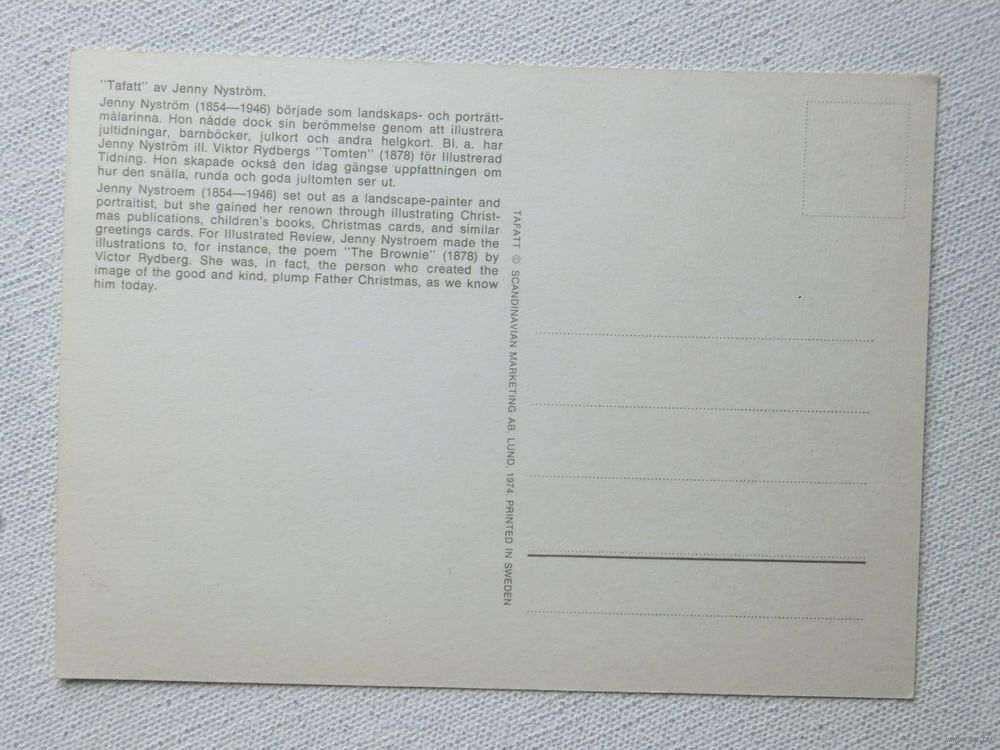 "Tafatt" av Jenny Nyström.
Jenny Nyström (1854—1946) började som landskaps- och porträtt-
målarinna. Hon nådde dock sin berömmelse genom att illustrera
jultidningar, barnböcker, julkort och andra helgkort. Bl. a. har
Jenny Nyström ill. Viktor Rydbergs "Tomten" (1878) för Illustrerad
Tidning. Hon skapade också den idag gängse uppfattningen om
hur den snälla, runda och goda jultomten ser ut.
Jenny Nystroem (1854—1946) set out as a landscape-painter and
portraitist, but she gained her renown through illustrating Christ-
mas publications, children's books, Christmas cards, and similar
greetings cards. For Illustrated Review, Jenny Nystroem made the
illustrations to, for instance, the poem "The Brownie" (1878) by
Victor Rydberg. She was, in fact, the person who created the
image of the good and kind, plump Father Christmas, as we know
him today.
TAFATT © SCANDINAVIAN MARKETING AB, LUND, 1974. PRINTED IN SWEDEN